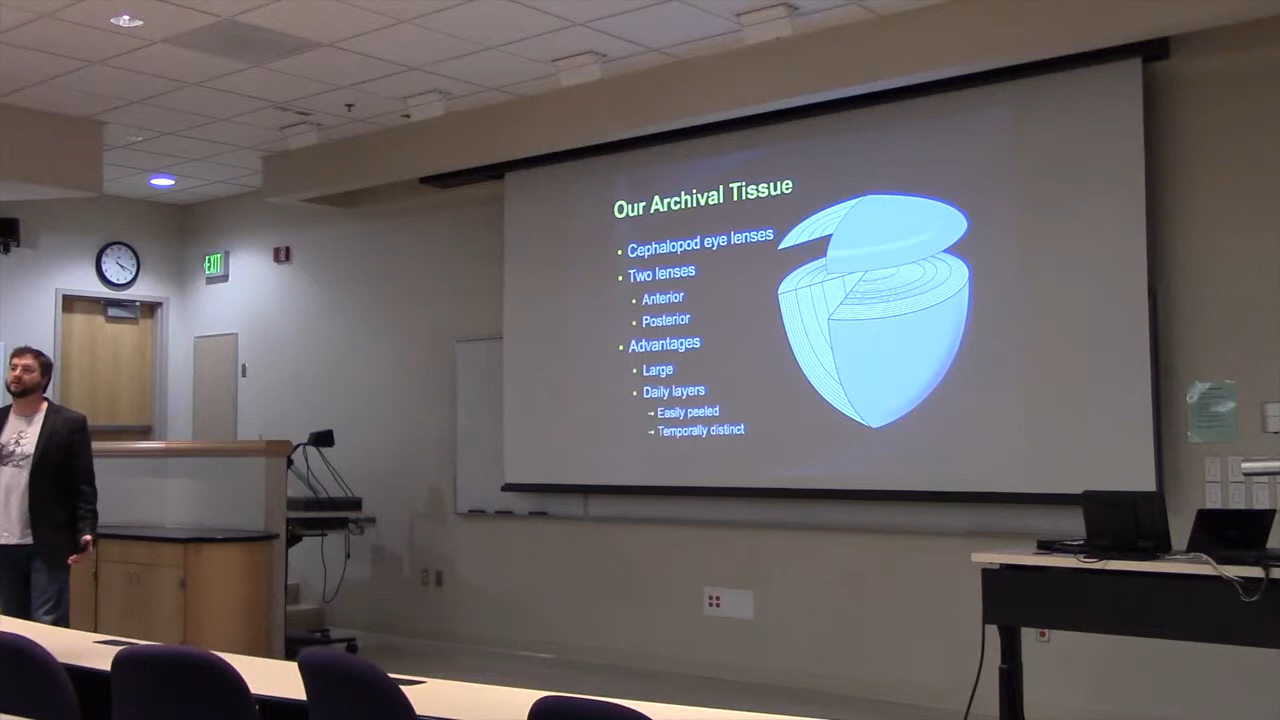 EXIT
Our Archival Tissue
• Cephalopod eye lenses
• Two lenses
• Anterior
• Posterior
• Advantages
• Large
• Daily layers
→ Easily peeled
→ Temporally distinct